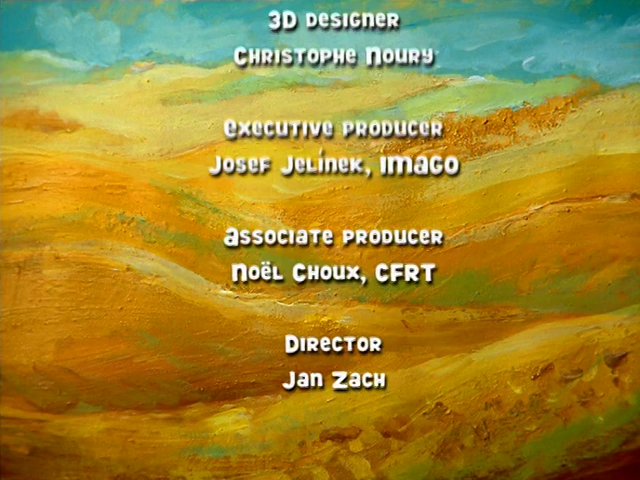 3D designer
Christophe Noury
executive producer
Josef Jelínek, IMAGO
associate producer
Noël Choux, CFRT
Director
Jan Zach